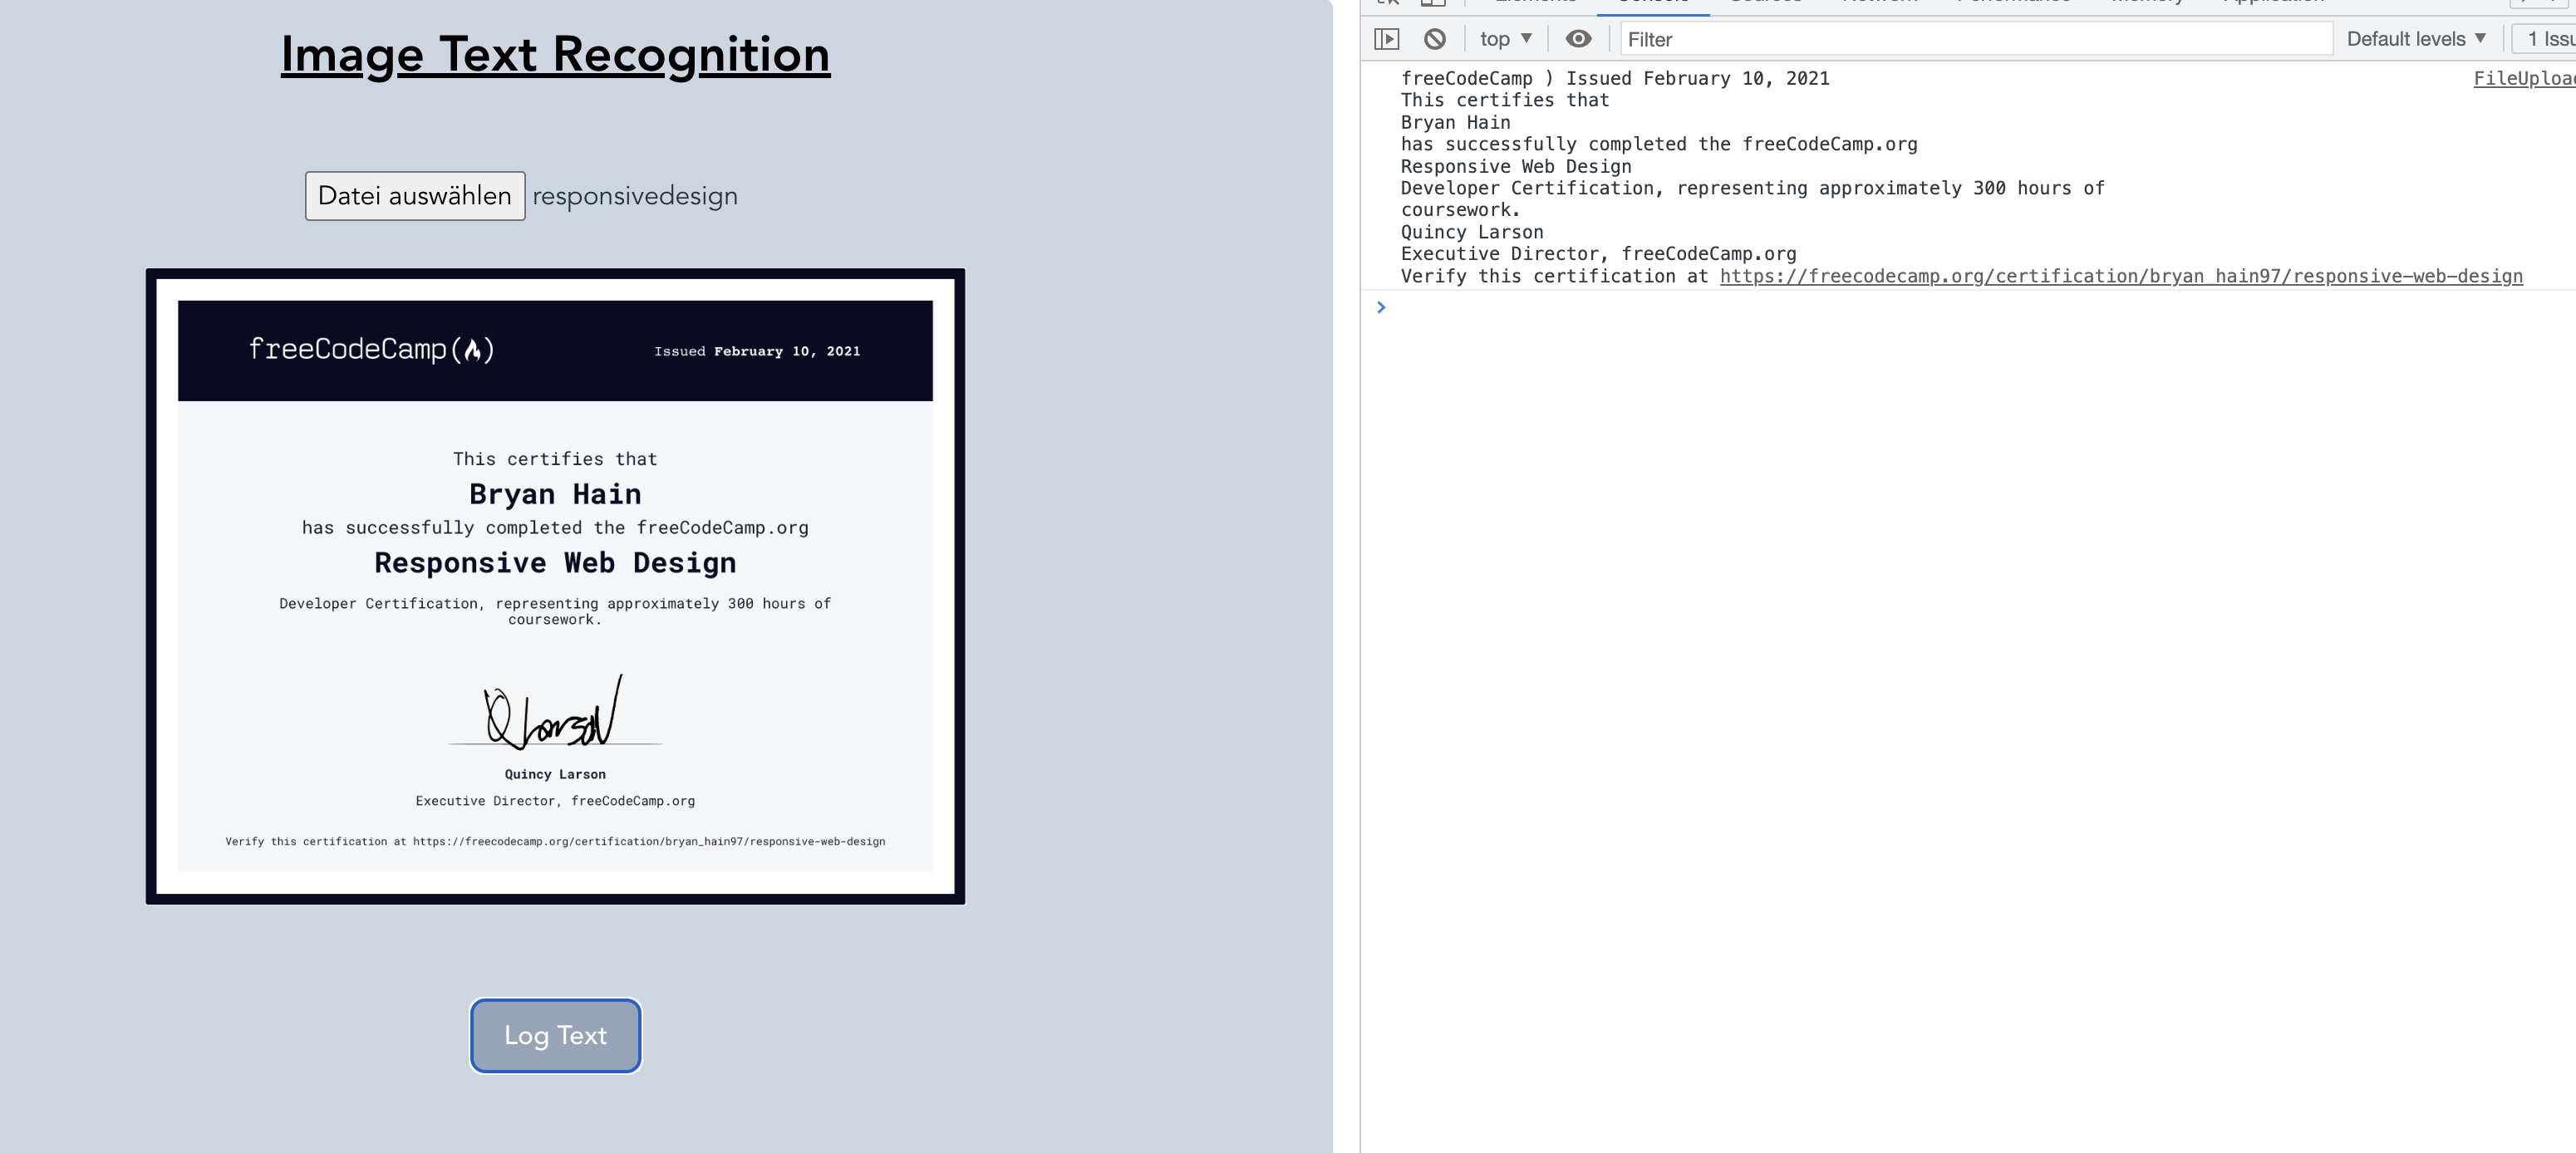 Image Text Recognition
Datei auswählen responsivedesign
freeCodeCamp(🔥)
Issued February 10, 2021
This certifies that
Bryan Hain
has successfully completed the freeCodeCamp.org
Responsive Web Design
Developer Certification, representing approximately 300 hours of
coursework.
Quincy Larson
Executive Director, freeCodeCamp.org
Verify this certification at https://freecodecamp.org/certification/bryan_hain97/responsive-web-design
Log Text
top Filter Default levels 1 Issu
freeCodeCamp ) Issued February 10, 2021 FileUpload
This certifies that
Bryan Hain
has successfully completed the freeCodeCamp.org
Responsive Web Design
Developer Certification, representing approximately 300 hours of
coursework.
Quincy Larson
Executive Director, freeCodeCamp.org
Verify this certification at https://freecodecamp.org/certification/bryan_hain97/responsive-web-design